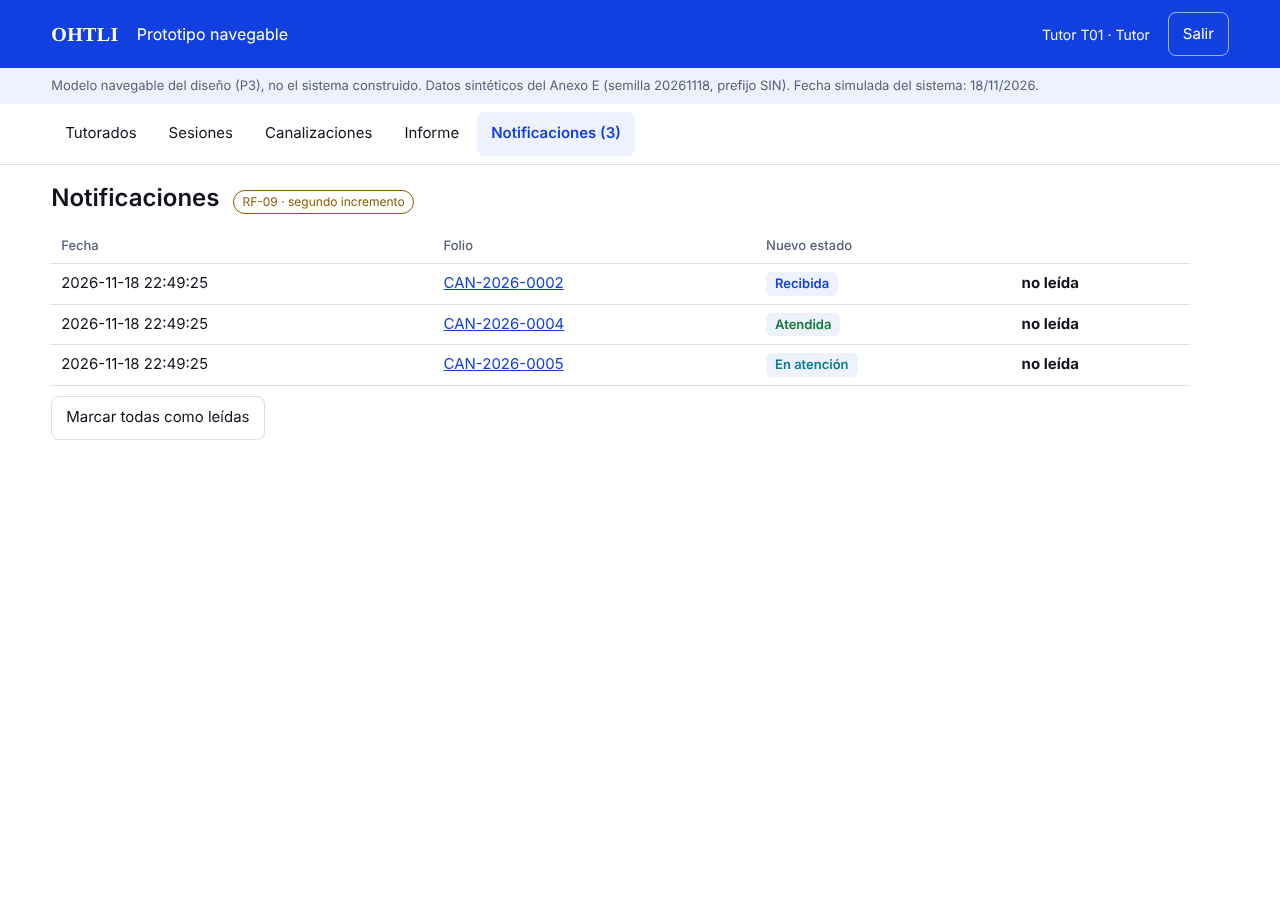 OHTLI Prototipo navegable Tutor T01 · Tutor Salir
Modelo navegable del diseño (P3), no el sistema construido. Datos sintéticos del Anexo E (semilla 20261118, prefijo SIN). Fecha simulada del sistema: 18/11/2026.
Tutorados Sesiones Canalizaciones Informe Notificaciones (3)
Notificaciones RF-09 · segundo incremento
Fecha Folio Nuevo estado
2026-11-18 22:49:25 CAN-2026-0002 Recibida no leída
2026-11-18 22:49:25 CAN-2026-0004 Atendida no leída
2026-11-18 22:49:25 CAN-2026-0005 En atención no leída
Marcar todas como leídas